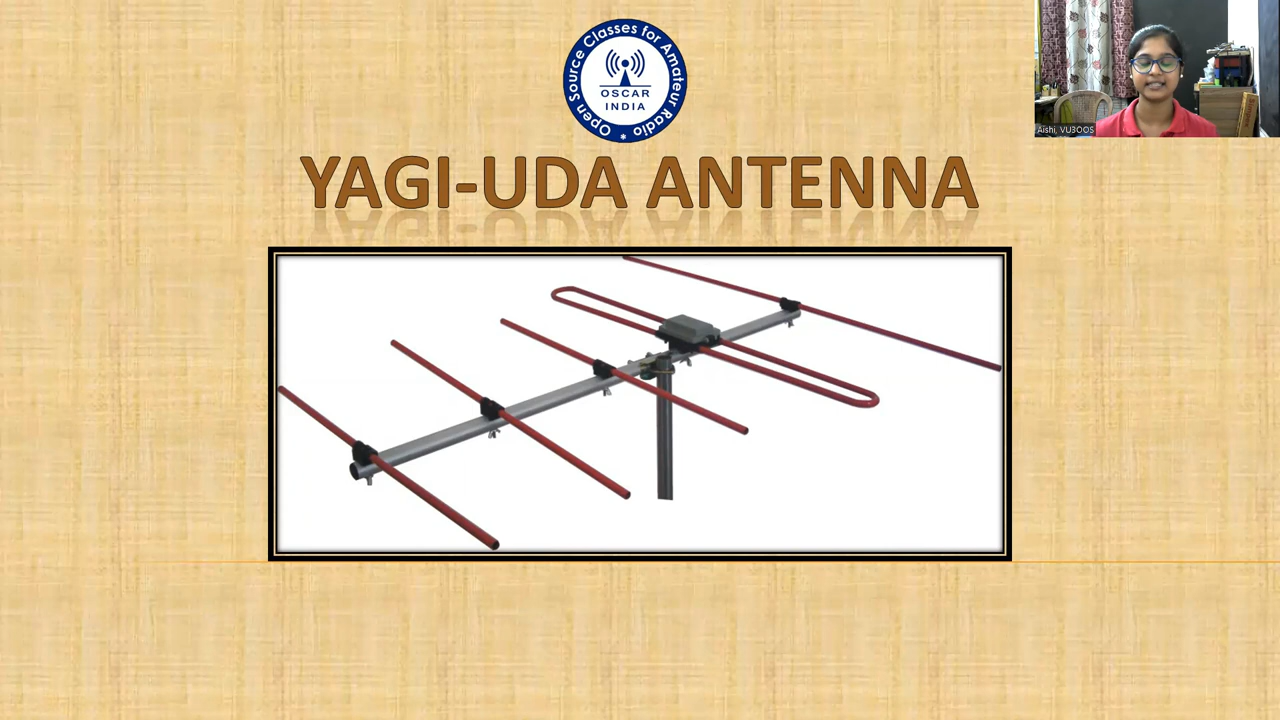 Open Source Classes for Amateur Radio *
OSCAR
INDIA
Aishi, VU3OOS
YAGI-UDA ANTENNA